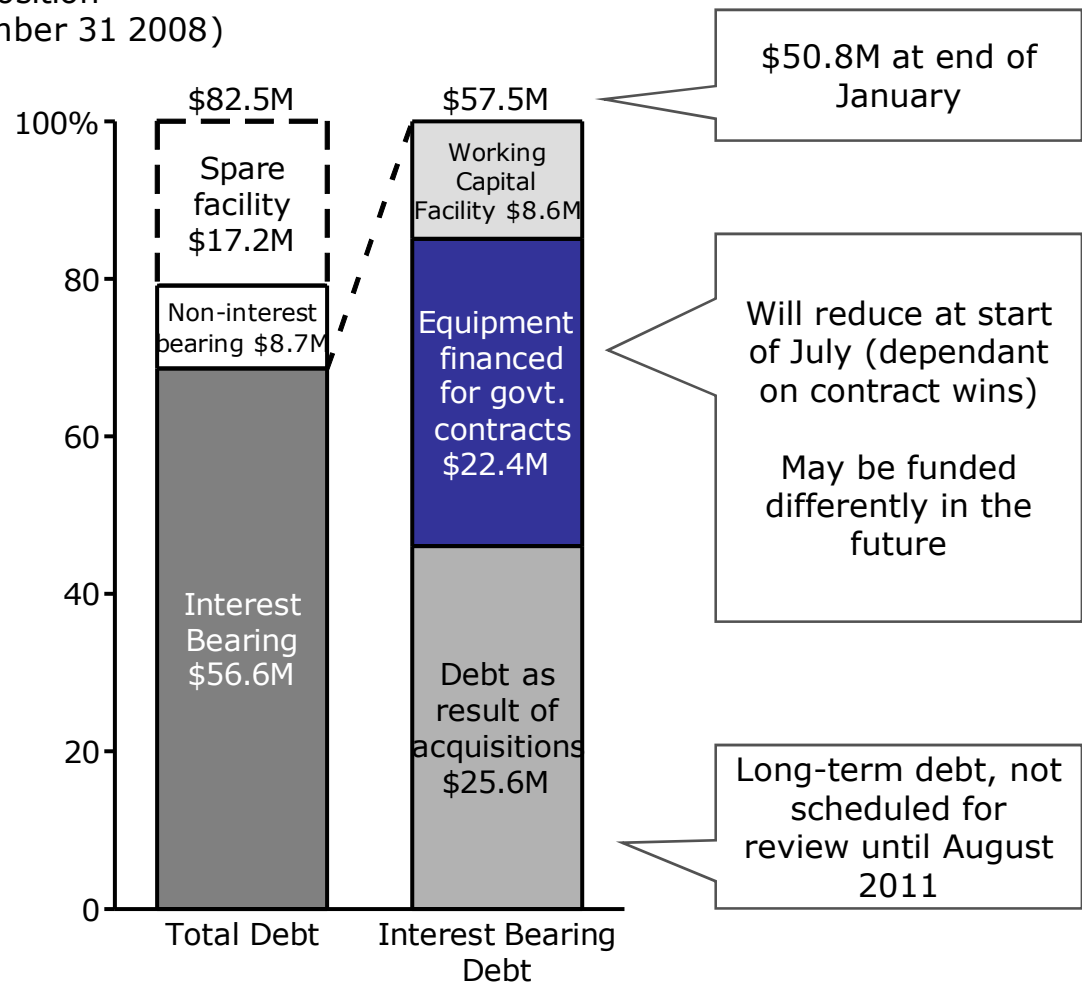 $82.5M
$57.5M
100%
80
60
40
20
0
Spare
facility
$17.2M
Non-interest
bearing $8.7M
Interest
Bearing
$56.6M
Working
Capital
Facility $8.6M
Equipment
financed
for govt.
contracts
$22.4M
Debt as
result of
acquisitions
$25.6M
Total Debt
Interest Bearing
Debt
$50.8M at end of
January
Will reduce at start
of July (dependant
on contract wins)
May be funded
differently in the
future
Long-term debt, not
scheduled for
review until August
2011
31 2008)